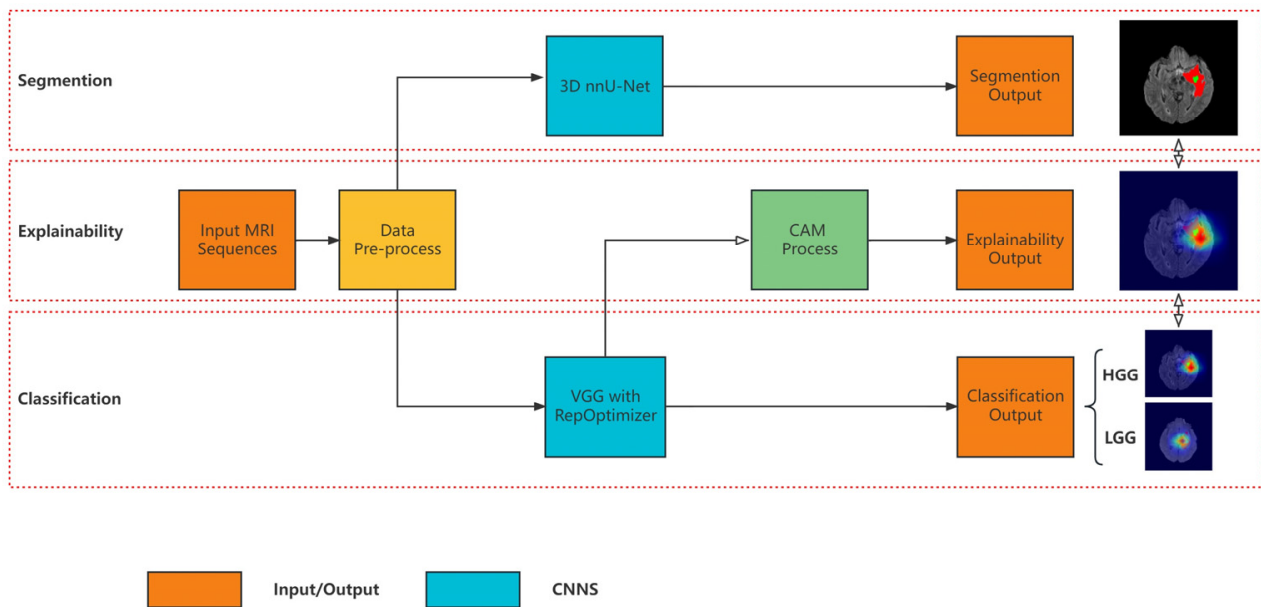 Segmention
3D nnU-Net
Segmention
Output
Explainability
Input MRI
Sequences
Data
Pre-process
CAM
Process
Explainability
Output
Classification
VGG with
RepOptimizer
Classification
Output
HGG
LGG
Input/Output
CNNS